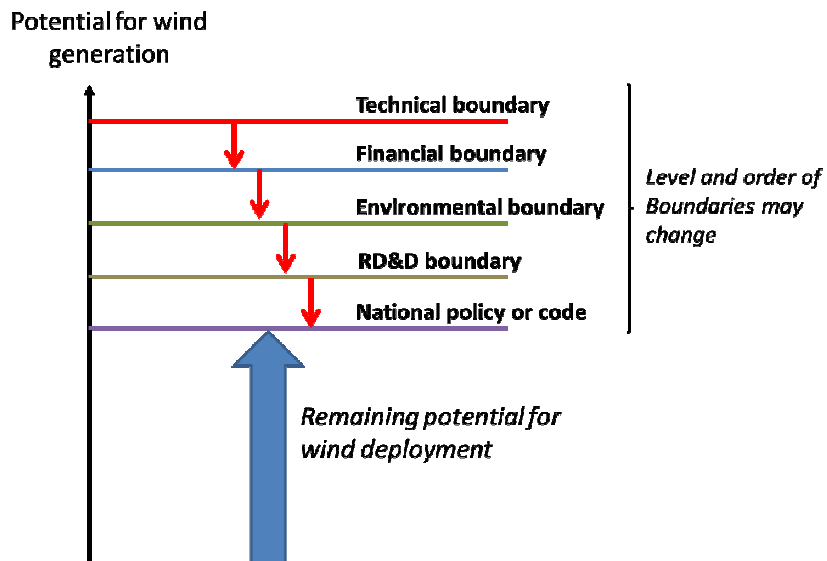 Potential for wind
generation
Technical boundary
Financial boundary
Environmental boundary
RD&D boundary
National policy or code
Level and order of
Boundaries may
change
Remaining potential for
wind deployment